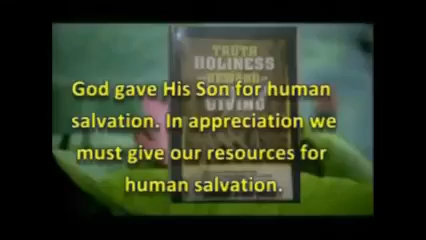 TRUTH
HOLINESS
REWARD
GIVING
God gave His Son for human
salvation. In appreciation we
must give our resources for
human salvation.